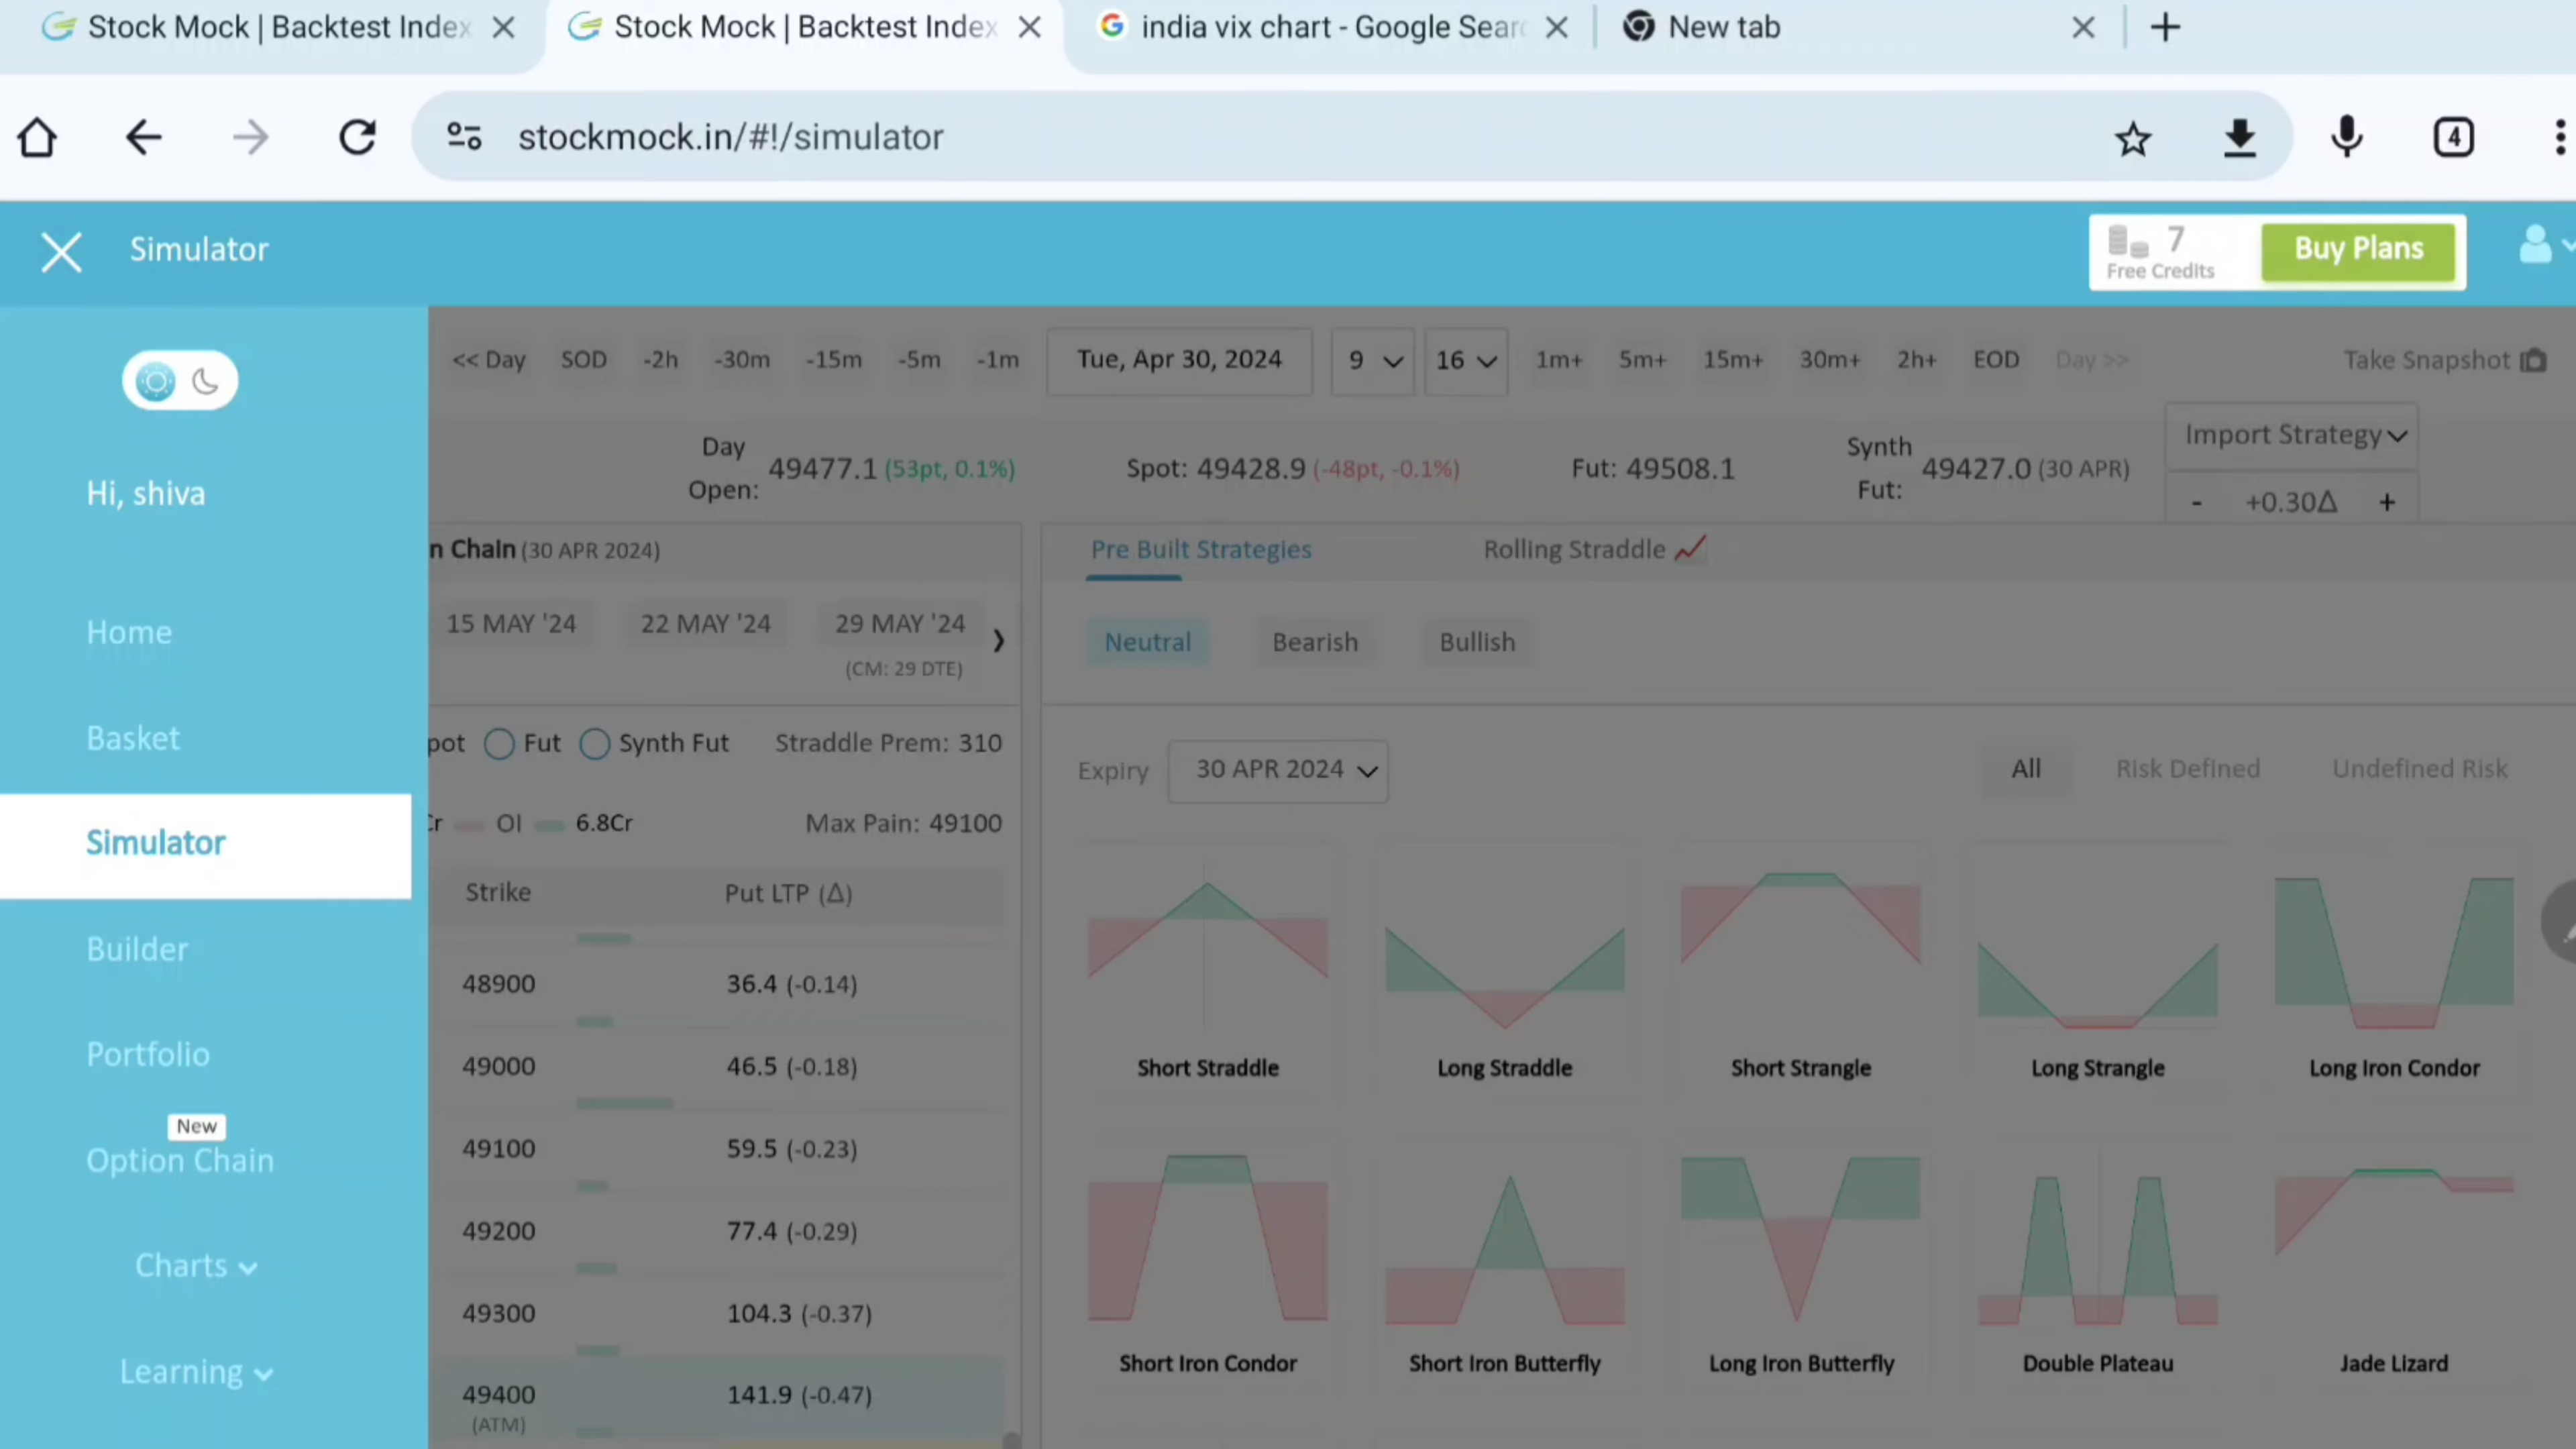 Stock Mock | Backtest Index
Stock Mock | Backtest Index
india vix chart - Google Sear
New tab
stockmock.in/#!/simulator
4
Simulator
7
Free Credits
Buy Plans
Hi, shiva
Home
Basket
Simulator
Builder
Portfolio
New
Option Chain
Charts
Learning
<< Day SOD -2h -30m -15m -5m -1m Tue, Apr 30, 2024 9 16 1m+ 5m+ 15m+ 30m+ 2h+ EOD Day >>
Take Snapshot
Day Open: 49477.1 (53pt, 0.1%)
Spot: 49428.9 (-48pt, -0.1%)
Fut: 49508.1
Synth Fut: 49427.0 (30 APR)
Import Strategy
- +0.30Δ +
n Chain (30 APR 2024)
15 MAY '24 22 MAY '24 29 MAY '24
(CM: 29 DTE)
pot Fut Synth Fut Straddle Prem: 310
Cr OI 6.8Cr Max Pain: 49100
Strike Put LTP (Δ)
48900 36.4 (-0.14)
49000 46.5 (-0.18)
49100 59.5 (-0.23)
49200 77.4 (-0.29)
49300 104.3 (-0.37)
49400 141.9 (-0.47)
(ATM)
Pre Built Strategies Rolling Straddle
Neutral Bearish Bullish
Expiry 30 APR 2024
All Risk Defined Undefined Risk
Short Straddle Long Straddle Short Strangle Long Strangle Long Iron Condor
Short Iron Condor Short Iron Butterfly Long Iron Butterfly Double Plateau Jade Lizard